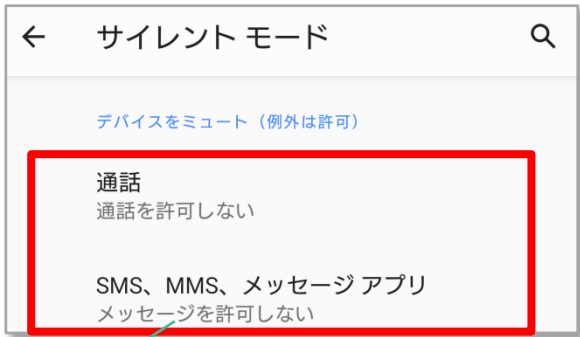 サイレント モード
デバイスをミュート（例外は許可）
通話
通話を許可しない
SMS、MMS、メッセージ アプリ
メッセージを許可しない